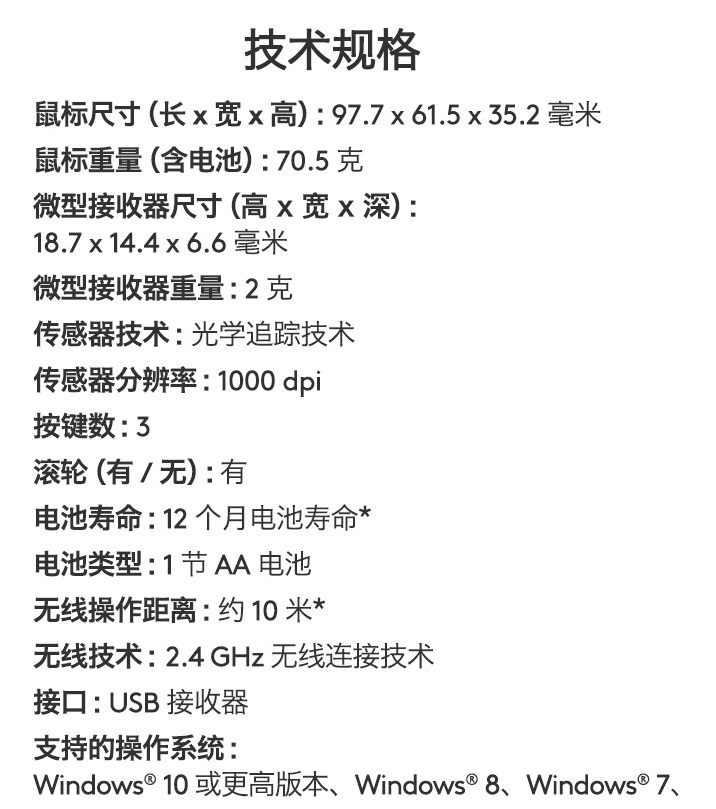 技术规格
鼠标尺寸（长 x 宽 x 高）: 97.7 x 61.5 x 35.2 毫米
鼠标重量（含电池）: 70.5 克
微型接收器尺寸（高 x 宽 x 深）:
18.7 x 14.4 x 6.6 毫米
微型接收器重量: 2 克
传感器技术: 光学追踪技术
传感器分辨率: 1000 dpi
按键数: 3
滚轮（有 / 无）: 有
电池寿命: 12 个月电池寿命*
电池类型: 1 节 AA 电池
无线操作距离: 约 10 米*
无线技术: 2.4 GHz 无线连接技术
接口: USB 接收器
支持的操作系统:
Windows® 10 或更高版本、Windows® 8、Windows® 7、